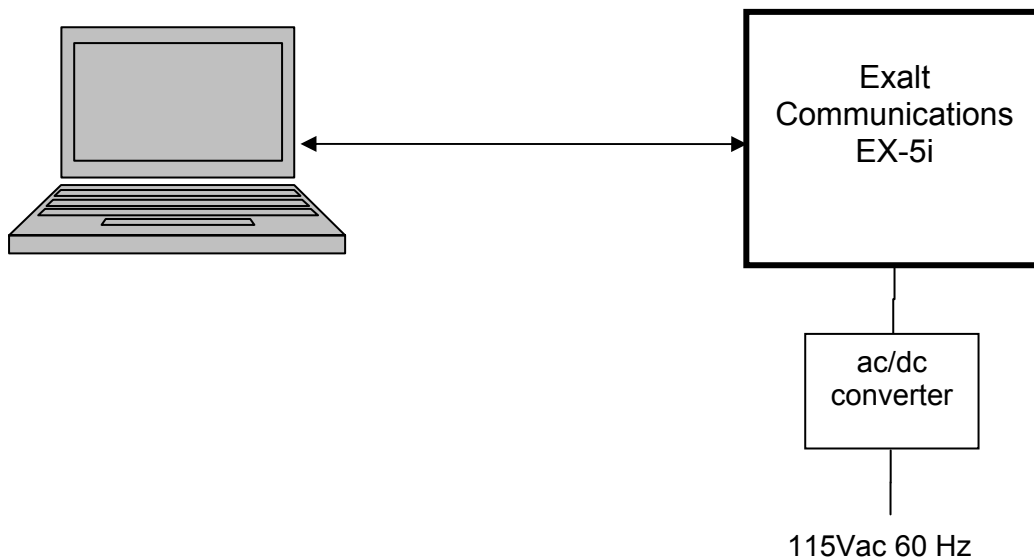 Exalt
Communications
EX-5i
ac/dc
converter
115Vac 60 Hz